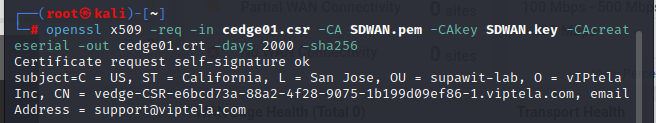 ┌──(root㉿kali)-[~]
└─# openssl x509 -req -in cedge01.csr -CA SDWAN.pem -CAkey SDWAN.key -CAcreat
eserial -out cedge01.crt -days 2000 -sha256
Certificate request self-signature ok
subject=C = US, ST = California, L = San Jose, OU = supawit-lab, O = vIPtela
Inc, CN = vedge-CSR-e6bcd73a-88a2-4f28-9075-1b199d09ef86-1.viptela.com, email
Address = support@viptela.com